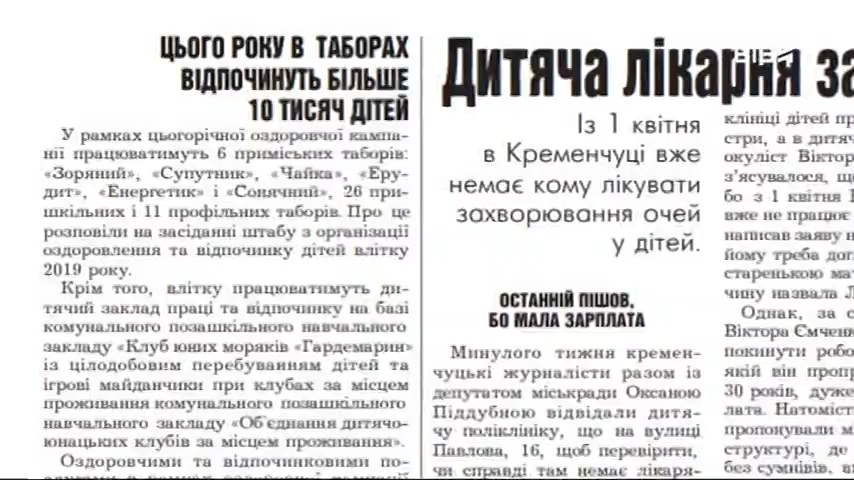 ЦЬОГО РОКУ В ТАБОРАХ
ВІДПОЧИНУТЬ БІЛЬШЕ
10 ТИСЯЧ ДІТЕЙ
У рамках цьогорічної оздоровчої кампа-
нії працюватимуть 6 приміських таборів:
«Зоряний», «Супутник», «Чайка», «Еру-
дит», «Енергетик» і «Сонячний», 26 при-
шкільних і 11 профільних таборів. Про це
розповіли на засіданні штабу з організації
оздоровлення та відпочинку дітей влітку
2019 року.
Крім того, влітку працюватимуть ди-
тячий заклад праці та відпочинку на базі
комунального позашкільного навчального
закладу «Клуб юних моряків «Гардемарин»
із цілодобовим перебуванням дітей та
ігрові майданчики при клубах за місцем
проживання комунального позашкільного
навчального закладу «Об'єднання дитячо-
юнацьких клубів за місцем проживання».
Оздоровчими та відпочинковими по-
Дитяча лікарня за
Із 1 квітня
в Кременчуці вже
немає кому лікувати
захворювання очей
у дітей.
ОСТАННІЙ ПІШОВ,
БО МАЛА ЗАРПЛАТА
Минулого тижня кремен-
чуцькі журналісти разом із
депутатом міськради Оксаною
Піддубною відвідали дитя-
чу поліклініку, що на вулиці
Павлова, 16, щоб перевірити,
чи справді там немає лікаря-
клініці дітей пр
стри, а в дитяч
окуліст Віктор
з'ясувалося, щ
бо з 1 квітня
вже не працює
написав заяву н
йому треба дог
старенькою ма
чину назвала Л
Однак, за с
Віктора Ємченк
покинути робо
якій він пропр
30 років, дуже
лата. Натоміст
пропонували м
структурі, де
без сумнівів, ви